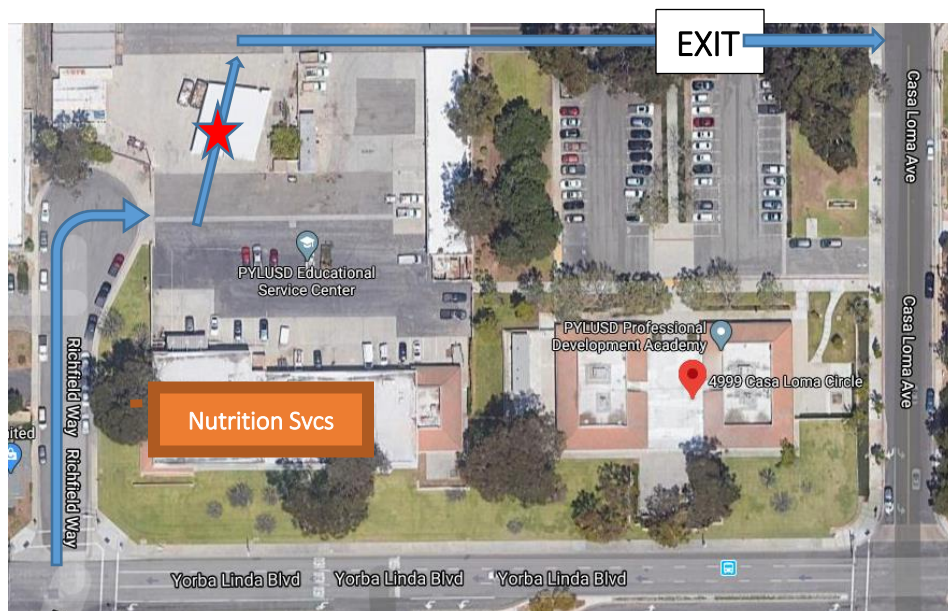 EXIT
Casa Loma Ave
PYLUSD Educational
Service Center
PYLUSD Professional
Development Academy
4999 Casa Loma Circle
Casa Loma Ave
Richfield Way
Richfield Way
Nutrition Svcs
ited
Yorba Linda Blvd
Yorba Linda Blvd
Yorba Linda Blvd